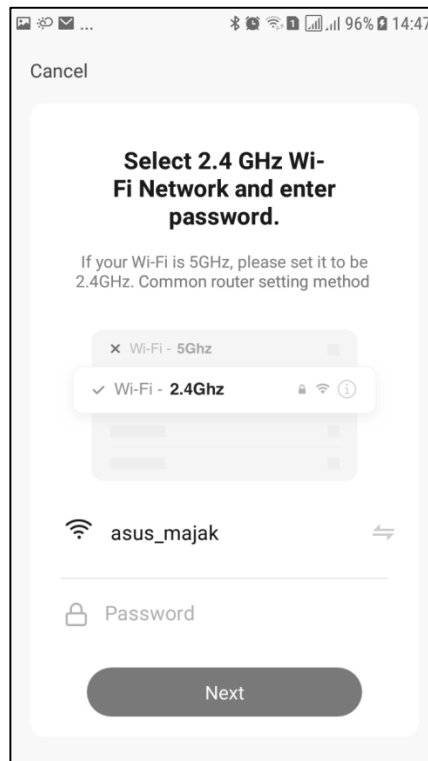 ... 1 96% 14:47
Cancel
Select 2.4 GHz Wi-
Fi Network and enter
password.
If your Wi-Fi is 5GHz, please set it to be
2.4GHz. Common router setting method
Wi-Fi - 5Ghz
Wi-Fi - 2.4Ghz
asus_majak
Password
Next